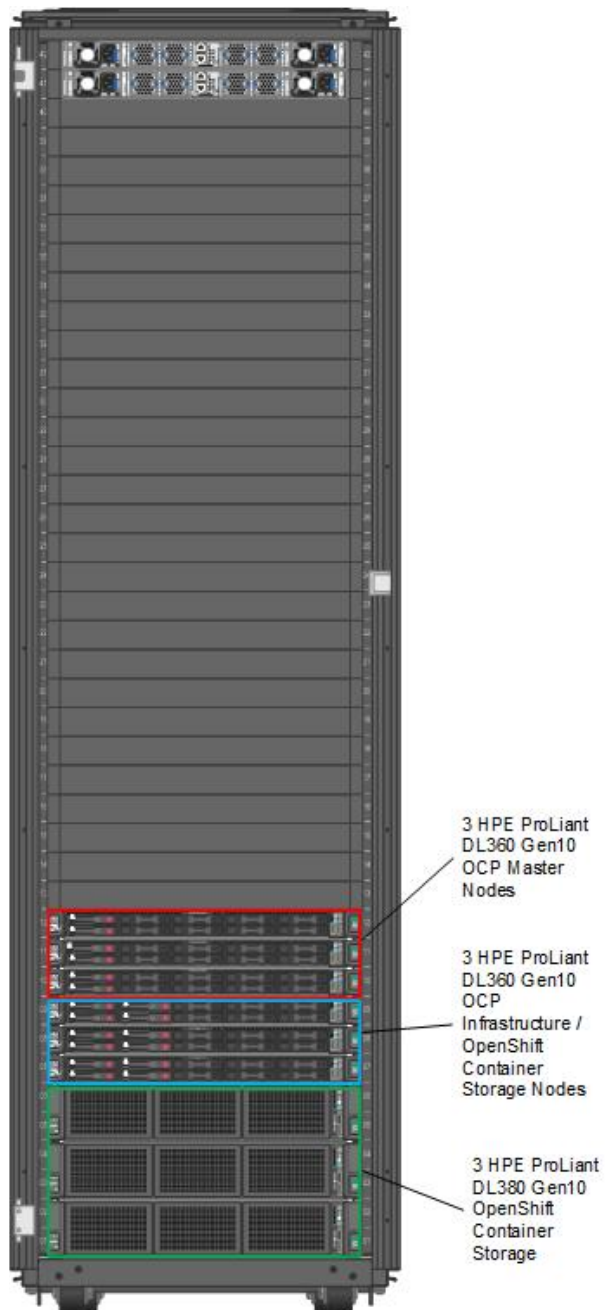 3 HPE ProLiant
DL360 Gen10
OCP Master
Nodes
3 HPE ProLiant
DL360 Gen10
OCP
Infrastructure /
OpenShift
Container
Storage Nodes
3 HPE ProLiant
DL380 Gen10
OpenShift
Container
Storage